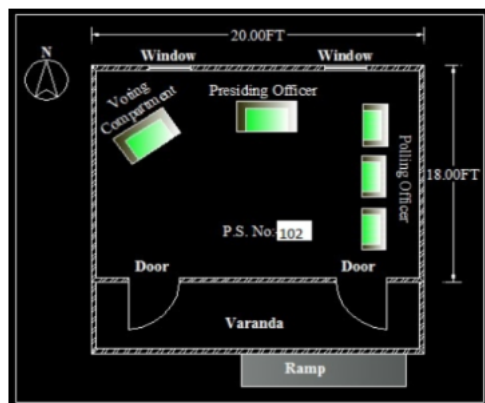 20.00FT
N
Window
Window
Voting
Compartment
Presiding Officer
Polling Officer
18.00FT
P.S. No:-102
Door
Door
Varanda
Ramp